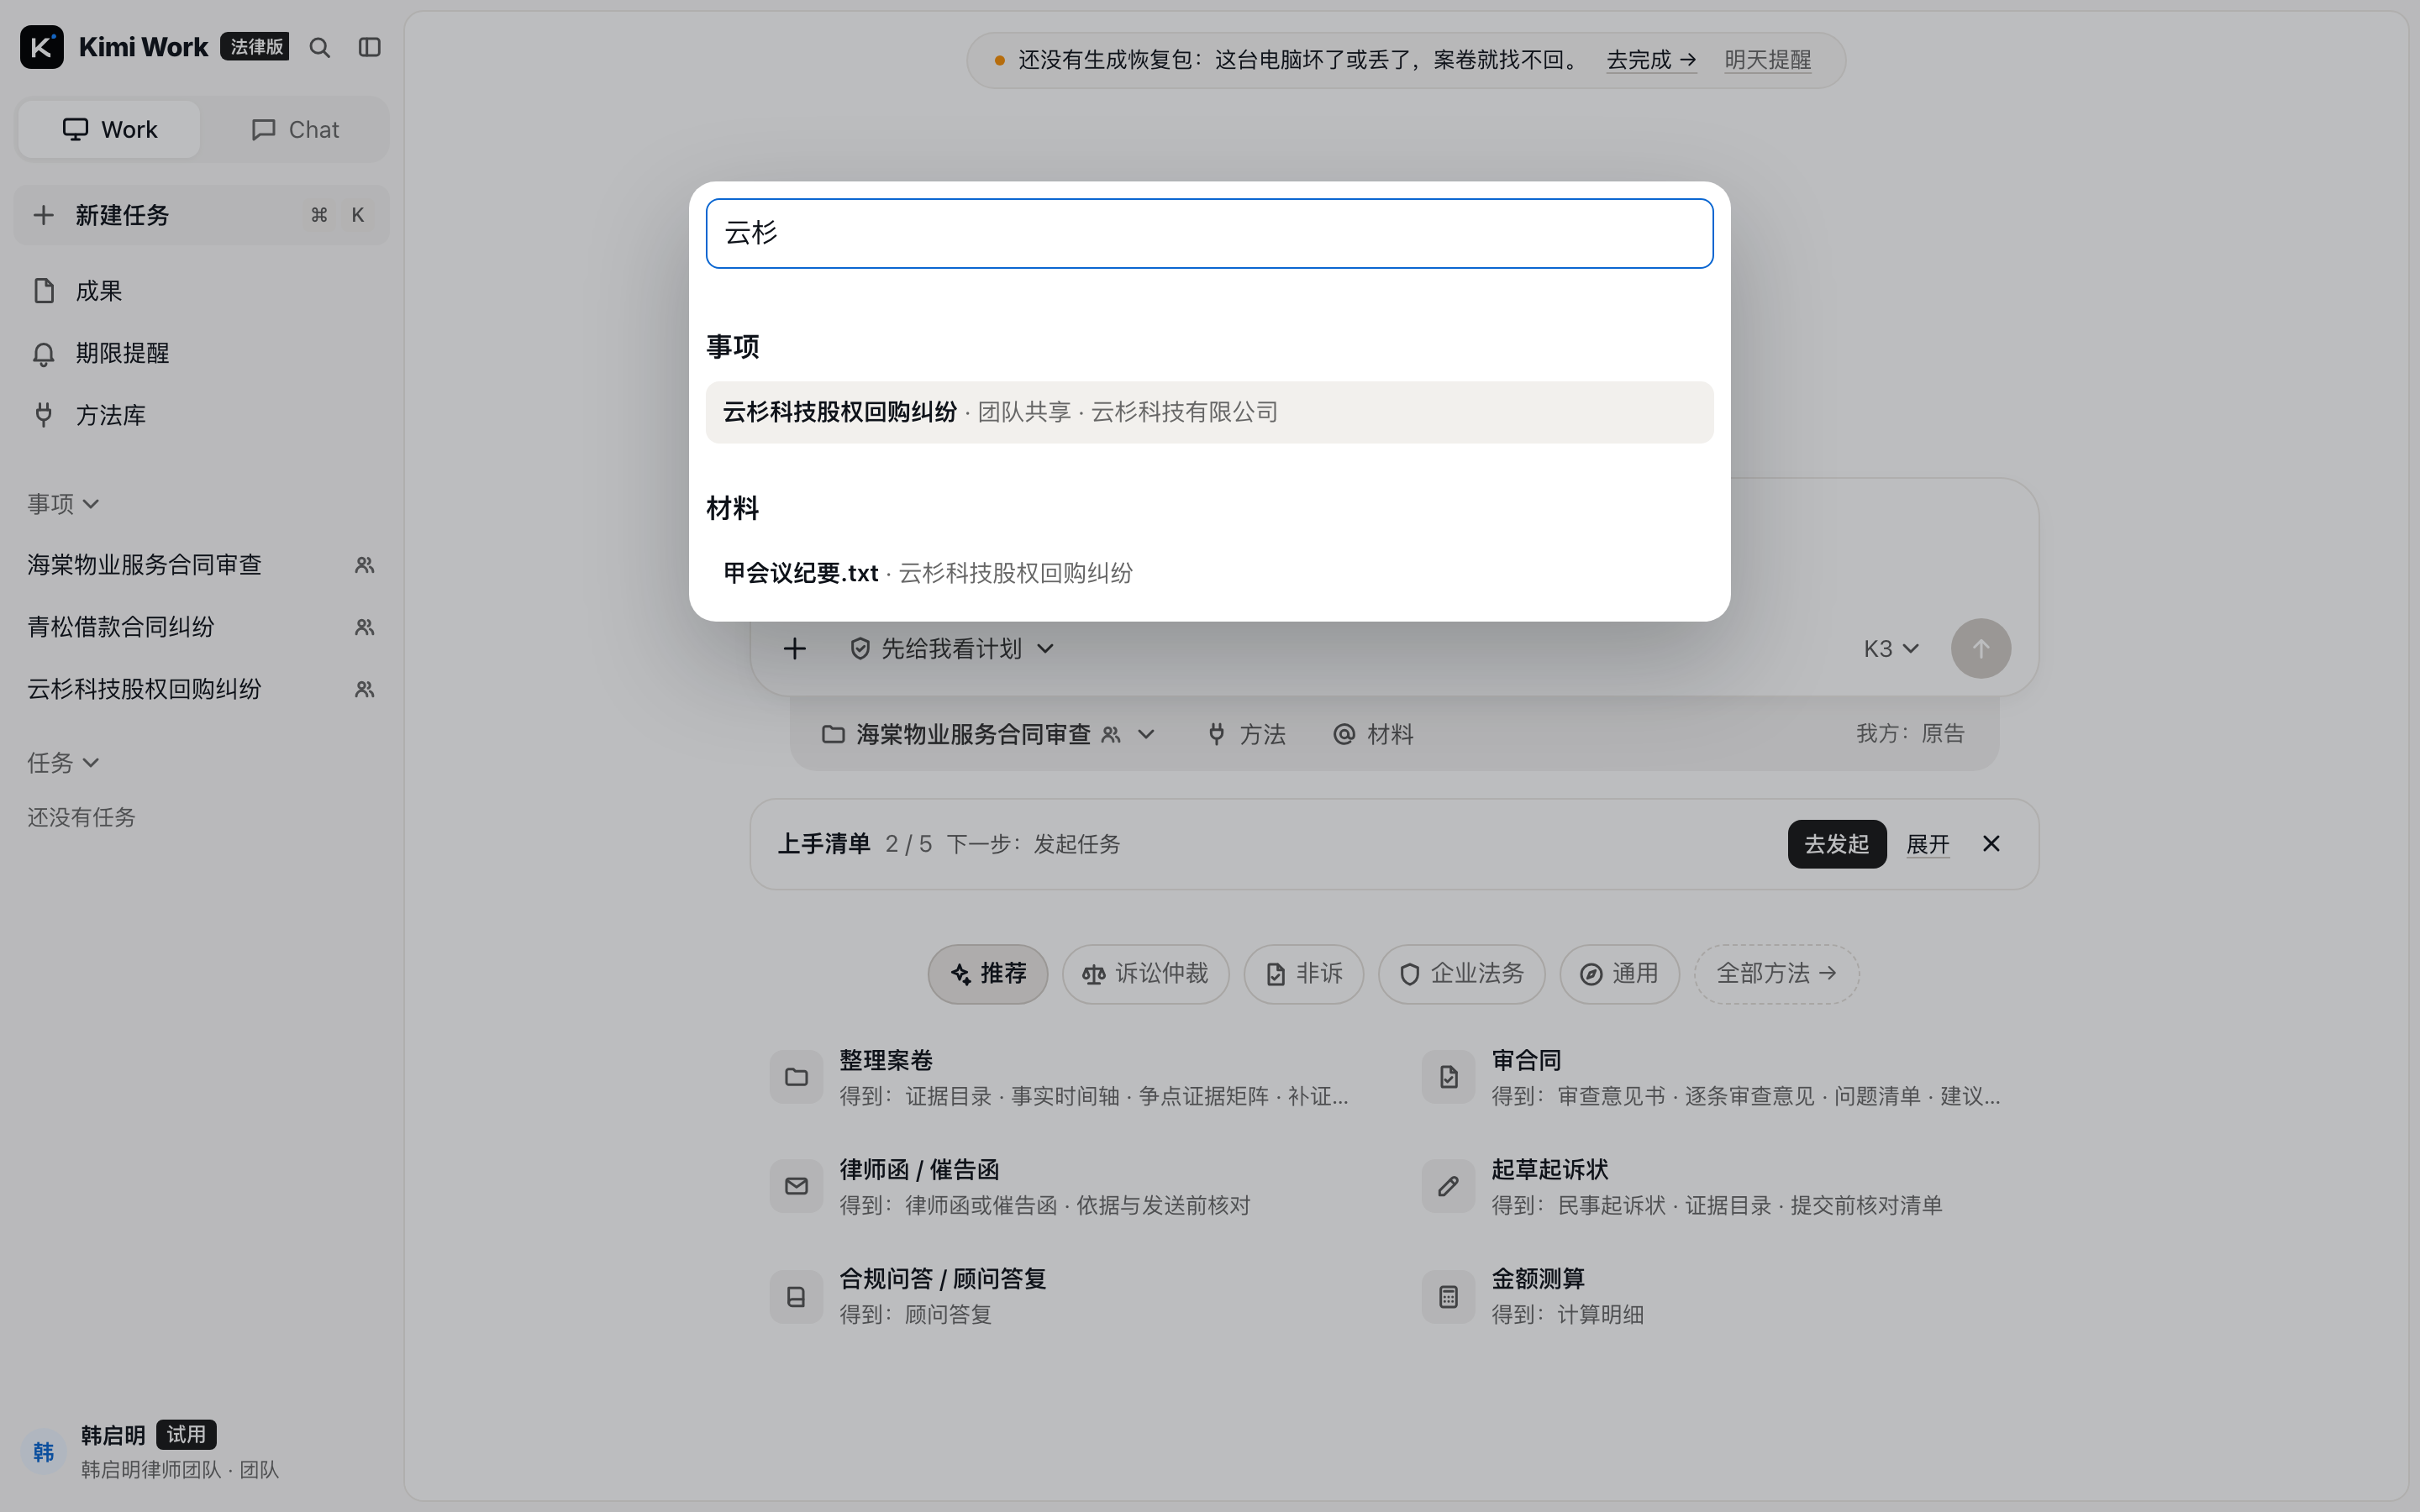 Kimi Work 法律版
Work
Chat
新建任务 ⌘ K
成果
期限提醒
方法库
事项
海棠物业服务合同审查
青松借款合同纠纷
云杉科技股权回购纠纷
任务
还没有任务
韩
韩启明 试用
韩启明律师团队 · 团队
还没有生成恢复包：这台电脑坏了或丢了，案卷就找不回。 去完成 → 明天提醒
云杉
事项
云杉科技股权回购纠纷 · 团队共享 · 云杉科技有限公司
材料
甲会议纪要.txt · 云杉科技股权回购纠纷
先给我看计划
K3
海棠物业服务合同审查
方法
材料
我方：原告
上手清单 2 / 5 下一步：发起任务
去发起
展开
推荐
诉讼仲裁
非诉
企业法务
通用
全部方法 →
整理案卷
得到：证据目录 · 事实时间轴 · 争点证据矩阵 · 补证...
审合同
得到：审查意见书 · 逐条审查意见 · 问题清单 · 建议...
律师函 / 催告函
得到：律师函或催告函 · 依据与发送前核对
起草起诉状
得到：民事起诉状 · 证据目录 · 提交前核对清单
合规问答 / 顾问答复
得到：顾问答复
金额测算
得到：计算明细